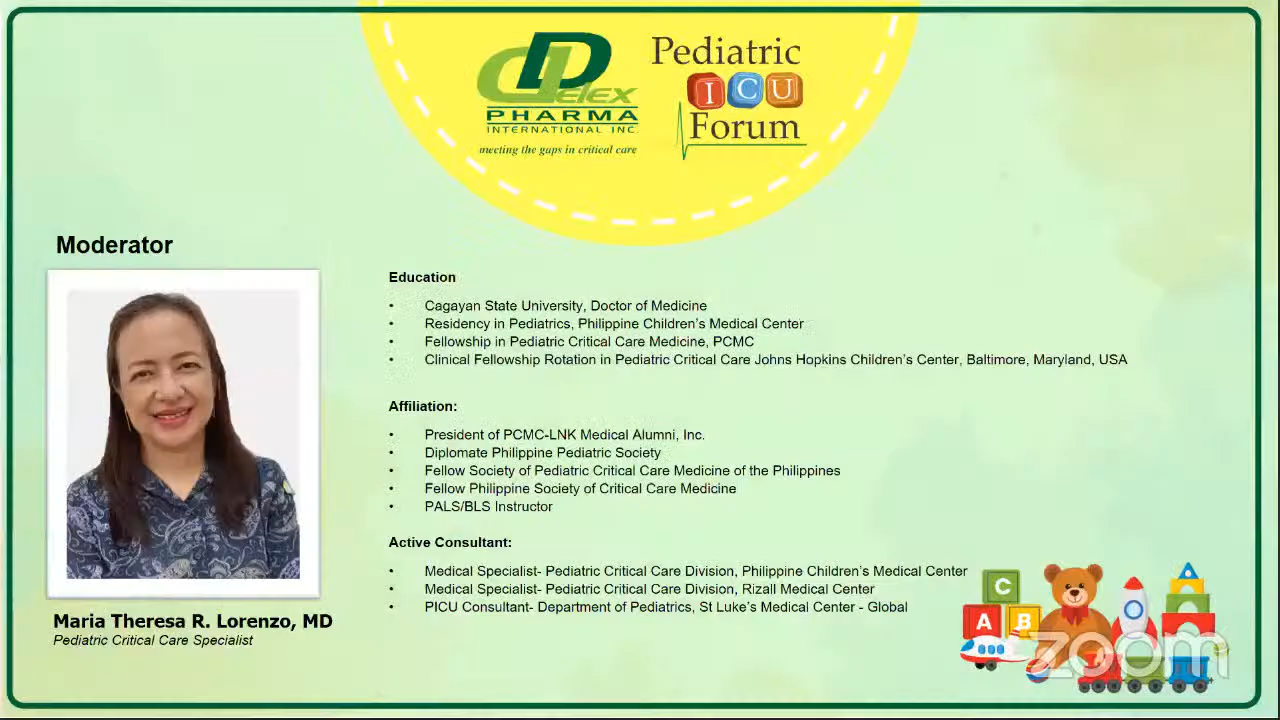 Delex
PHARMA
INTERNATIONAL INC.
meeting the gaps in critical care
Pediatric
ICU
Forum
Moderator
Education
• Cagayan State University, Doctor of Medicine
• Residency in Pediatrics, Philippine Children's Medical Center
• Fellowship in Pediatric Critical Care Medicine, PCMC
• Clinical Fellowship Rotation in Pediatric Critical Care Johns Hopkins Children's Center, Baltimore, Maryland, USA
Affiliation:
• President of PCMC-LNK Medical Alumni, Inc.
• Diplomate Philippine Pediatric Society
• Fellow Society of Pediatric Critical Care Medicine of the Philippines
• Fellow Philippine Society of Critical Care Medicine
• PALS/BLS Instructor
Active Consultant:
• Medical Specialist- Pediatric Critical Care Division, Philippine Children's Medical Center
• Medical Specialist- Pediatric Critical Care Division, Rizall Medical Center
• PICU Consultant- Department of Pediatrics, St Luke's Medical Center - Global
Maria Theresa R. Lorenzo, MD
Pediatric Critical Care Specialist
C
A B
A
zoom